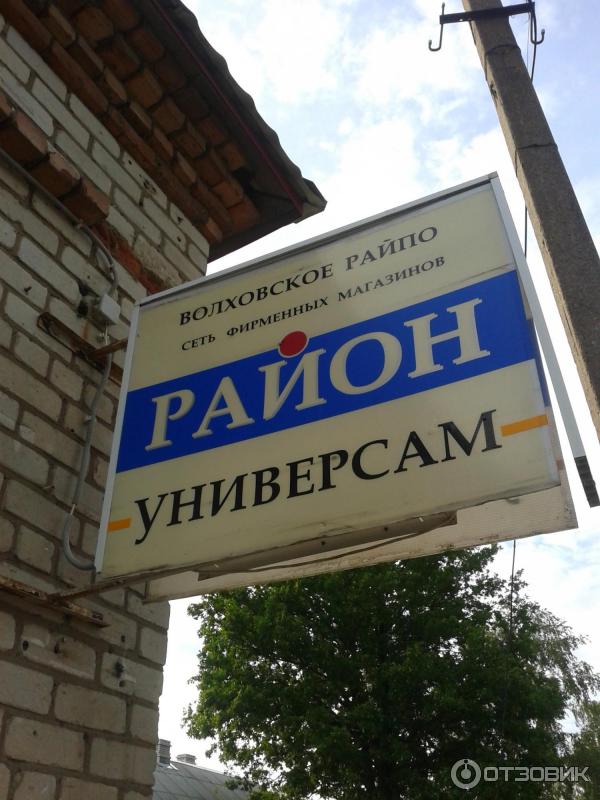 ВОЛХОВСКОЕ РАЙПО
СЕТЬ ФИРМЕННЫХ МАГАЗИНОВ
РАЙОН
УНИВЕРСАМ
ОТЗОВИК